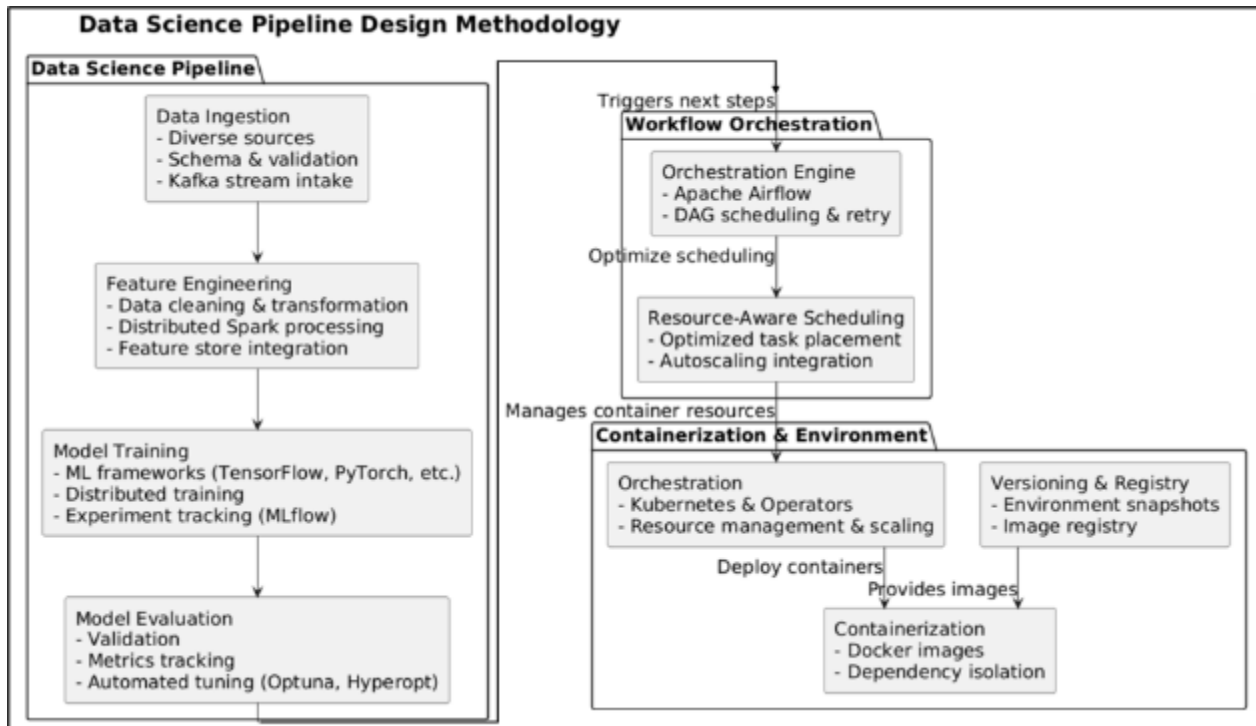 Data Science Pipeline Design Methodology
Data Science Pipeline
Data Ingestion
- Diverse sources
- Schema & validation
- Kafka stream intake
Feature Engineering
- Data cleaning & transformation
- Distributed Spark processing
- Feature store integration
Model Training
- ML frameworks (TensorFlow, PyTorch, etc.)
- Distributed training
- Experiment tracking (MLflow)
Model Evaluation
- Validation
- Metrics tracking
- Automated tuning (Optuna, Hyperopt)
Triggers next steps
Workflow Orchestration
Orchestration Engine
- Apache Airflow
- DAG scheduling & retry
Optimize scheduling
Resource-Aware Scheduling
- Optimized task placement
- Autoscaling integration
Manages container resources
Containerization & Environment
Orchestration
- Kubernetes & Operators
- Resource management & scaling
Versioning & Registry
- Environment snapshots
- Image registry
Deploy containers
Provides images
Containerization
- Docker images
- Dependency isolation